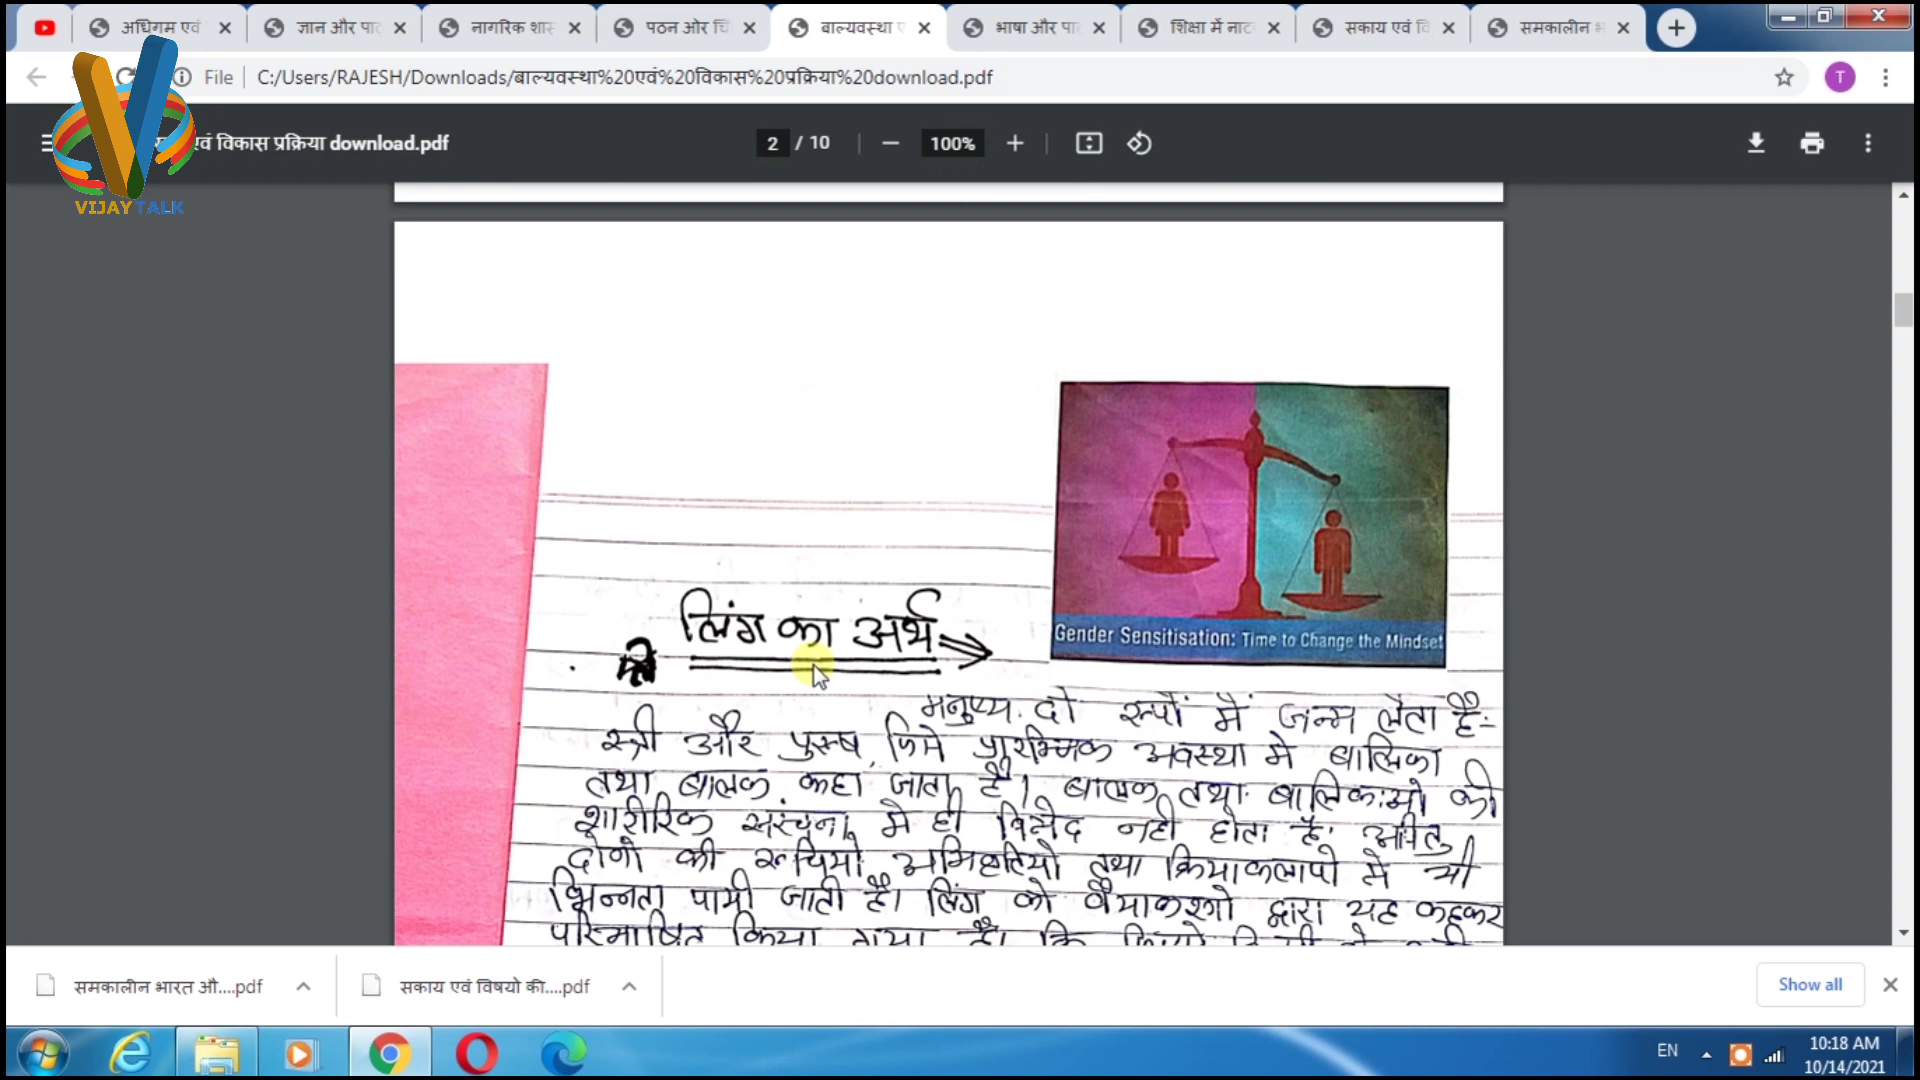 अधिगम एवं
ज्ञान और पाठ
नागरिक शास
पठन ओर चि
बाल्यवस्था ए
भाषा और पा
शिक्षा में नाट
सकाय एवं वि
समकालीन भ
File C:/Users/RAJESH/Downloads/बाल्यवस्था%20एवं%20विकास%20प्रक्रिया%20download.pdf
T
एवं विकास प्रक्रिया download.pdf
2 / 10
100%
VIJAY TALK
Gender Sensitisation: Time to Change the Mindset
लिंग का अर्थ
मनुष्य दो रूपों में जन्म लेता है:-
स्त्री और पुरूष, जिसे प्रारम्भिक अवस्था मे बालिका
तथा बालक कहा जाता है। बालक तथा बालिकाओ की
शारीरिक संरचना मे ही विभेद नही होता है। अपितु
दोनो की रूचियो तथा क्रियाकलापो मे भी
भिन्नता पायी जाती है। लिंग को द्वारा यह कहकर
परिभाषित किया गया है। कि
समकालीन भारत औ....pdf
सकाय एवं विषयो की....pdf
Show all
EN
10:18 AM
10/14/2021